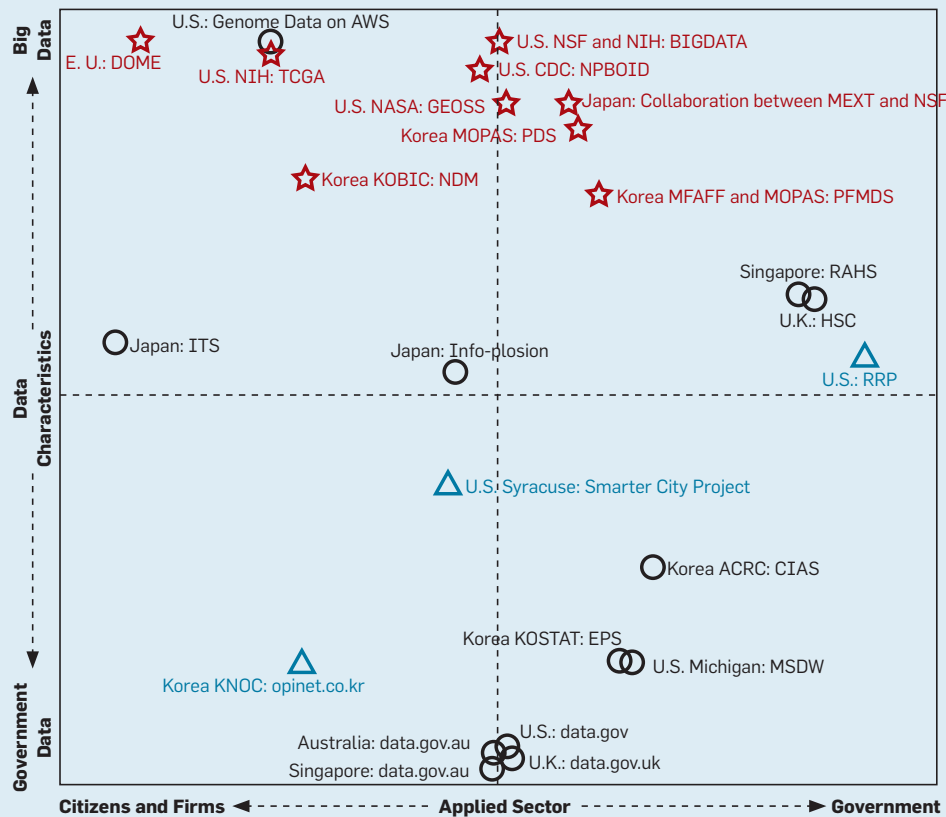 Big
Data
U.S.: Genome Data on AWS
E. U.: DOME
U.S. NIH: TCGA
U.S. NSF and NIH: BIGDATA
U.S. CDC: NPBOID
U.S. NASA: GEOSS
Japan: Collaboration between MEXT and NSF
Korea MOPAS: PDS
Korea KOBIC: NDM
Korea MFAFF and MOPAS: PFMDS
Singapore: RAHS
U.K.: HSC
Japan: ITS
Japan: Info-plosion
U.S.: RRP
Data
Characteristics
U.S. Syracuse: Smarter City Project
Korea ACRC: CIAS
Korea KOSTAT: EPS
U.S. Michigan: MSDW
Korea KNOC: opinet.co.kr
Government
Data
U.S.: data.gov
Australia: data.gov.au
U.K.: data.gov.uk
Singapore: data.gov.au
Citizens and Firms
Applied Sector
Government